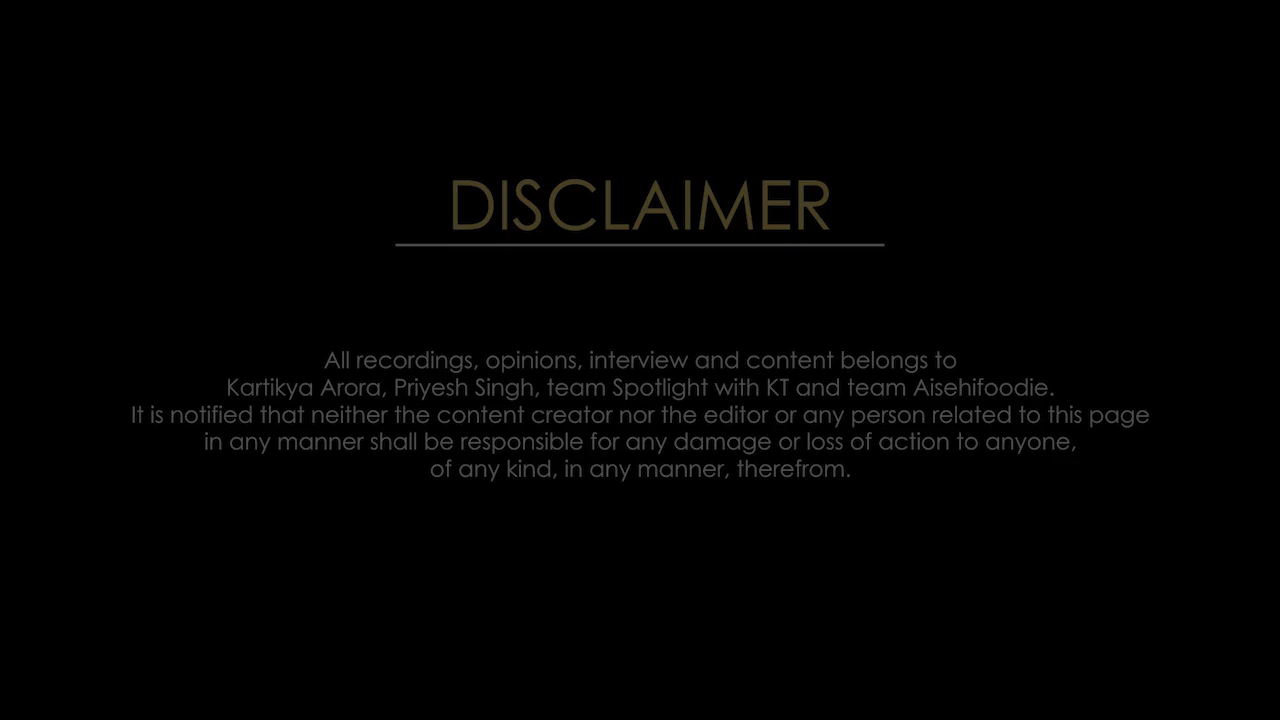 DISCLAIMER
All recordings, opinions, interview and content belongs to
Kartikya Arora, Priyesh Singh, team Spotlight with KT and team Aisehifoodie.
It is notified that neither the content creator nor the editor or any person related to this page
in any manner shall be responsible for any damage or loss of action to anyone,
of any kind, in any manner, therefrom.